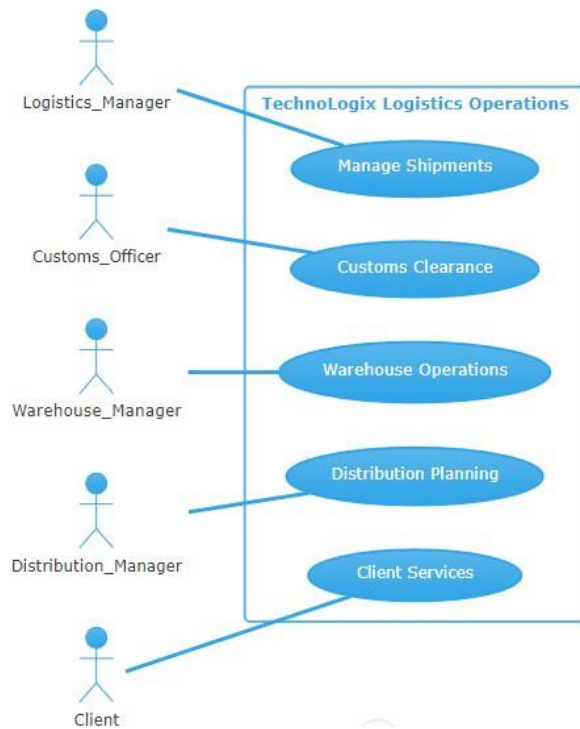 Logistics_Manager
TechnoLogix Logistics Operations
Manage Shipments
Customs_Officer
Customs Clearance
Warehouse_Manager
Warehouse Operations
Distribution_Manager
Distribution Planning
Client
Client Services